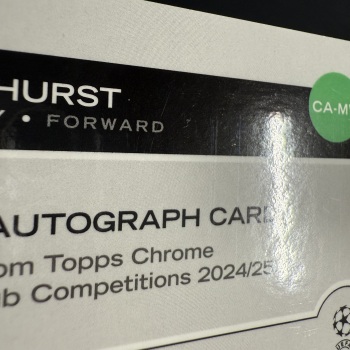 HURST
• FORWARD
CA-M
AUTOGRAPH CARD
om Topps Chrome
b Competitions 2024/25